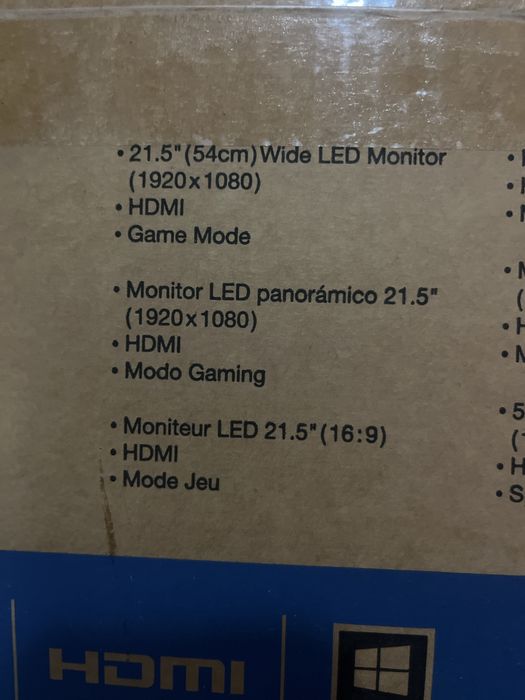 • 21.5" (54cm) Wide LED Monitor
(1920x1080)
• HDMI
• Game Mode
• Monitor LED panorámico 21.5"
(1920x1080)
• HDMI
• Modo Gaming
• Moniteur LED 21.5" (16:9)
• HDMI
• Mode Jeu
HDMI